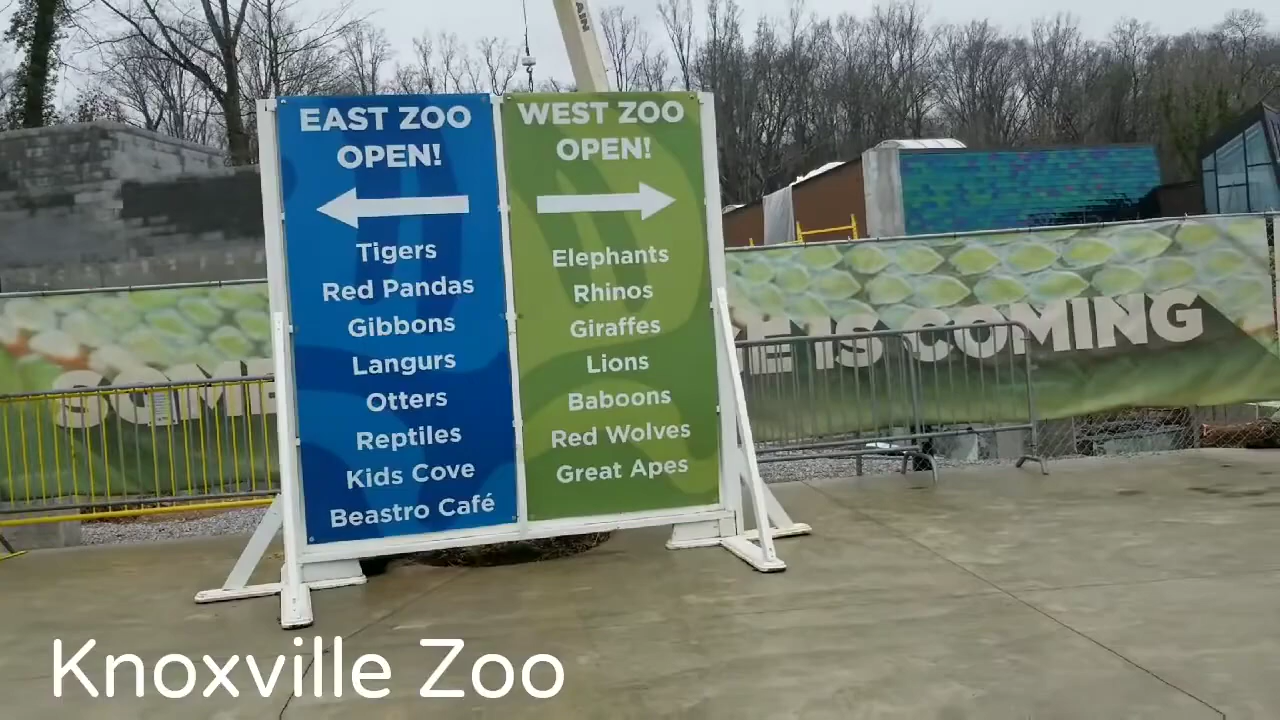 EAST ZOO
OPEN!
Tigers
Red Pandas
Gibbons
Langurs
Otters
Reptiles
Kids Cove
Beastro Café
WEST ZOO
OPEN!
Elephants
Rhinos
Giraffes
Lions
Baboons
Red Wolves
Great Apes
IS COMING
Knoxville Zoo